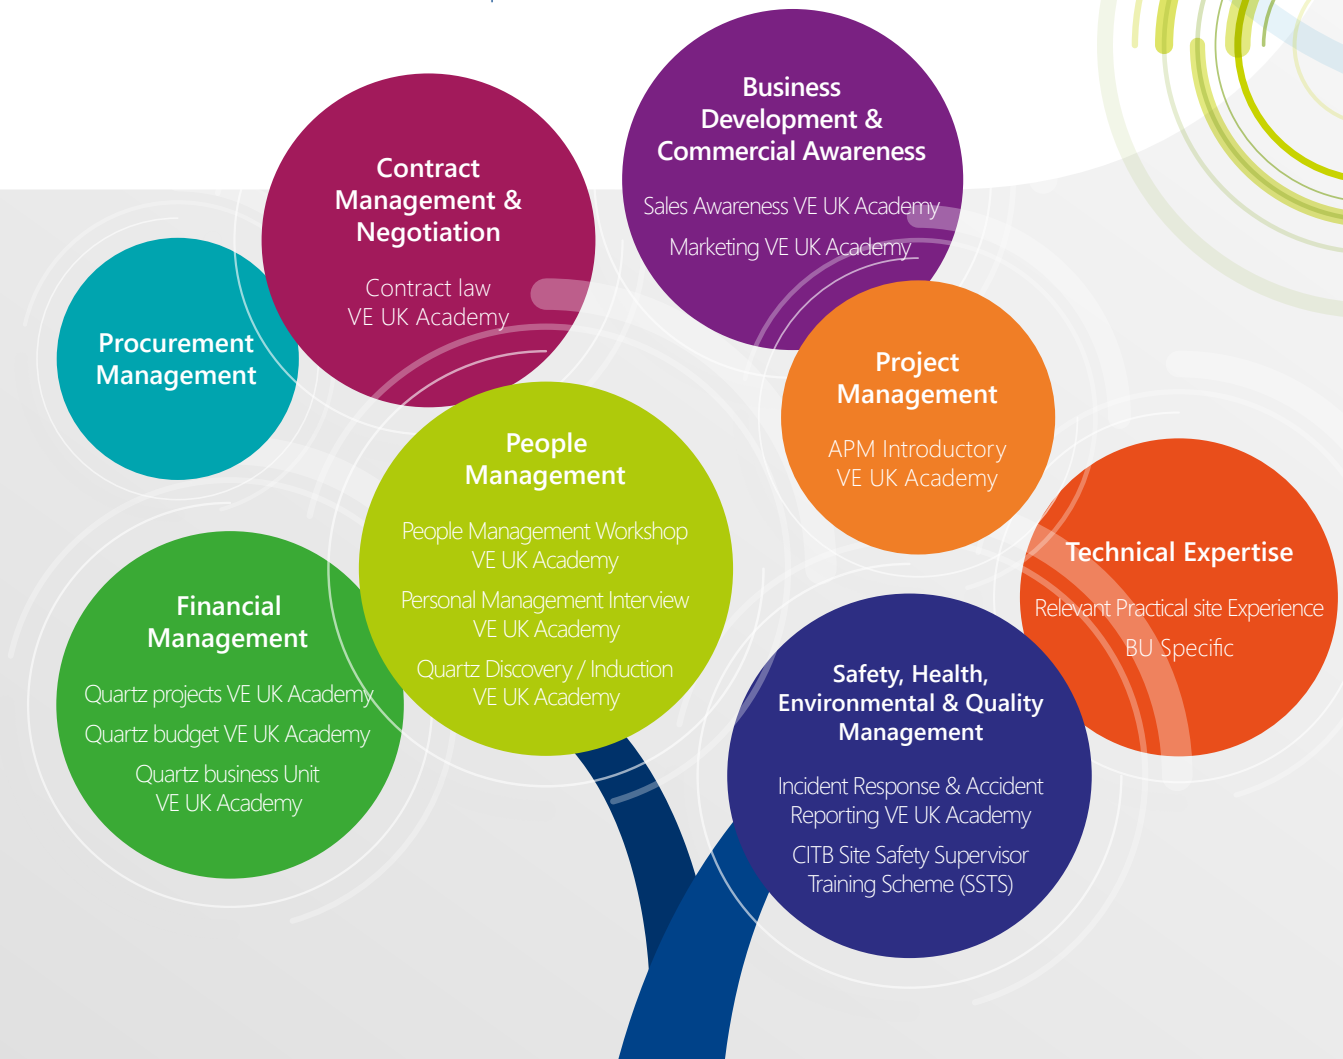 Business
Development &
Commercial Awareness
Sales Awareness VE UK Academy
Marketing VE UK Academy
Contract
Management &
Negotiation
Contract law
VE UK Academy
Procurement
Management
Project
Management
APM Introductory
VE UK Academy
People
Management
People Management Workshop
VE UK Academy
Personal Management Interview
VE UK Academy
Quartz Discovery / Induction
VE UK Academy
Technical Expertise
Relevant Practical site Experience
BU Specific
Financial
Management
Quartz projects VE UK Academy
Quartz budget VE UK Academy
Quartz business Unit
VE UK Academy
Safety, Health,
Environmental & Quality
Management
Incident Response & Accident
Reporting VE UK Academy
CITB Site Safety Supervisor
Training Scheme (SSTS)